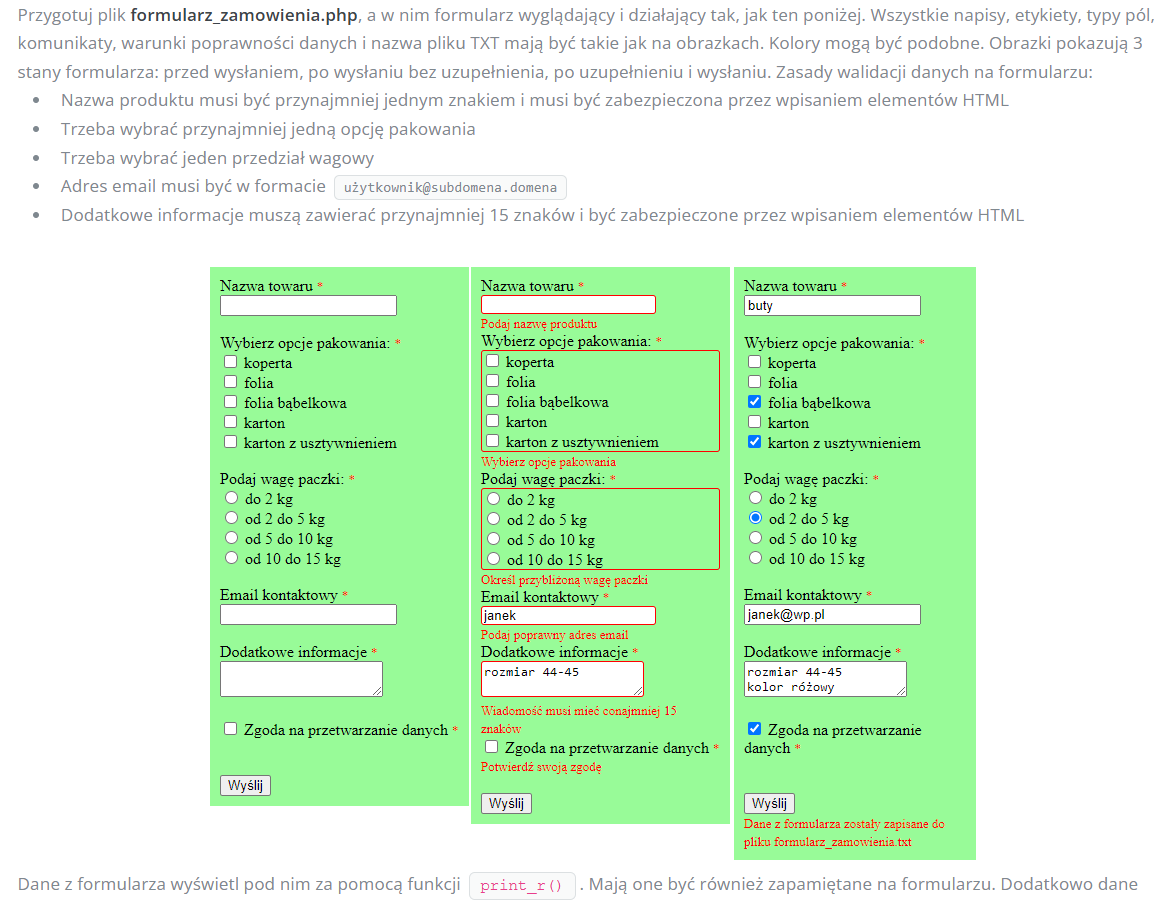 Przygotuj plik formularz_zamowienia.php, a w nim formularz wyglądający i działający tak, jak ten poniżej. Wszystkie napisy, etykiety, typy pól,
komunikaty, warunki poprawności danych i nazwa pliku TXT mają być takie jak na obrazkach. Kolory mogą być podobne. Obrazki pokazują 3
stany formularza: przed wysłaniem, po wysłaniu bez uzupełnienia, po uzupełnieniu i wysłaniu. Zasady walidacji danych na formularzu:
• Nazwa produktu musi być przynajmniej jednym znakiem i musi być zabezpieczona przez wpisaniem elementów HTML
• Trzeba wybrać przynajmniej jedną opcję pakowania
• Trzeba wybrać jeden przedział wagowy
• Adres email musi być w formacie użytkownik@subdomena.domena
• Dodatkowe informacje muszą zawierać przynajmniej 15 znaków i być zabezpieczone przez wpisaniem elementów HTML
Nazwa towaru *
Wybierz opcje pakowania: *
koperta
folia
folia bąbelkowa
karton
karton z usztywnieniem
Podaj wagę paczki: *
do 2 kg
od 2 do 5 kg
od 5 do 10 kg
od 10 do 15 kg
Email kontaktowy *
Dodatkowe informacje *
Zgoda na przetwarzanie danych *
Wyślij
Nazwa towaru *
Podaj nazwę produktu
Wybierz opcje pakowania: *
koperta
folia
folia bąbelkowa
karton
karton z usztywnieniem
Wybierz opcje pakowania
Podaj wagę paczki: *
do 2 kg
od 2 do 5 kg
od 5 do 10 kg
od 10 do 15 kg
Określ przybliżoną wagę paczki
Email kontaktowy *
janek
Podaj poprawny adres email
Dodatkowe informacje *
rozmiar 44-45
Wiadomość musi mieć conajmniej 15
znaków
Zgoda na przetwarzanie danych *
Potwierdź swoją zgodę
Wyślij
Nazwa towaru *
buty
Wybierz opcje pakowania: *
koperta
folia
folia bąbelkowa
karton
karton z usztywnieniem
Podaj wagę paczki: *
do 2 kg
od 2 do 5 kg
od 5 do 10 kg
od 10 do 15 kg
Email kontaktowy *
janek@wp.pl
Dodatkowe informacje *
rozmiar 44-45
kolor różowy
Zgoda na przetwarzanie
danych *
Wyślij
Dane z formularza zostały zapisane do
pliku formularz_zamowienia.txt
Dane z formularza wyświetl pod nim za pomocą funkcji print_r() . Mają one być również zapamiętane na formularzu. Dodatkowo dane